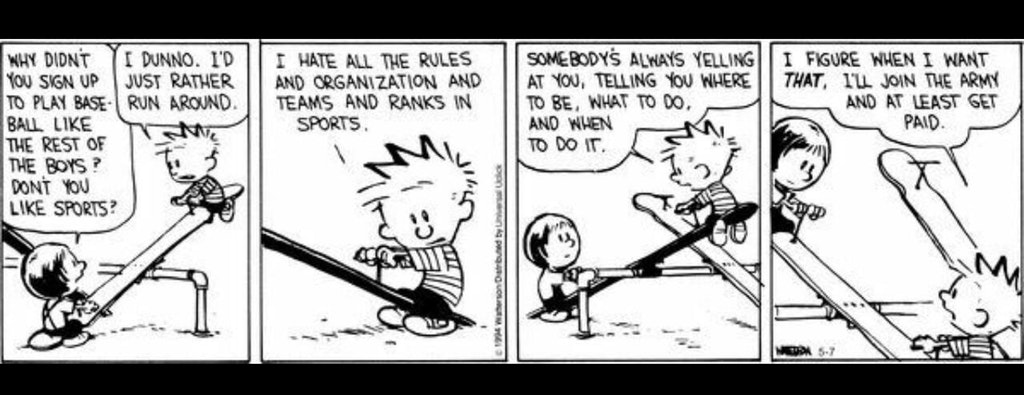 WHY DIDN'T
YOU SIGN UP
TO PLAY BASE-
BALL LIKE
THE REST OF
THE BOYS?
DON'T YOU
LIKE SPORTS?
I DUNNO. I'D
JUST RATHER
RUN AROUND.
I HATE ALL THE RULES
AND ORGANIZATION AND
TEAMS AND RANKS IN
SPORTS.
© 1994 Watterson/Distributed by Universal Uclick
SOMEBODY'S ALWAYS YELLING
AT YOU, TELLING YOU WHERE
TO BE, WHAT TO DO,
AND WHEN
TO DO IT.
I FIGURE WHEN I WANT
THAT, I'LL JOIN THE ARMY
AND AT LEAST GET
PAID.
WATTERSON 5-7